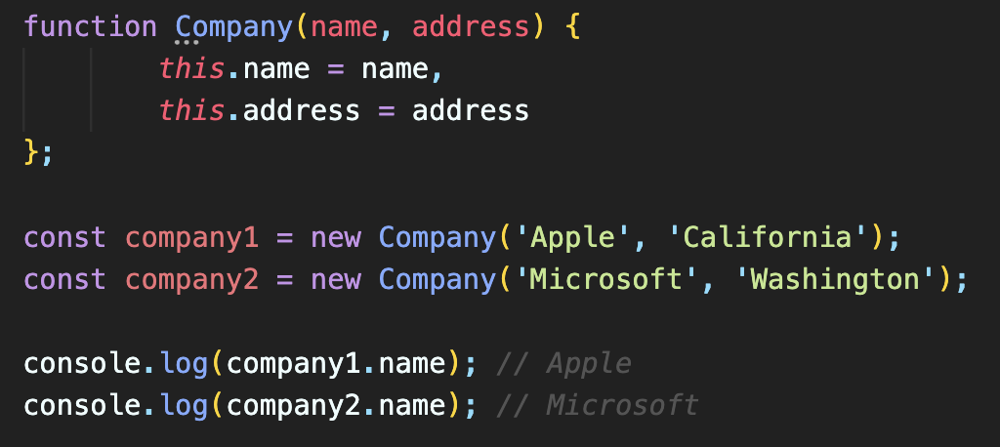 function Company(name, address) {
        this.name = name,
        this.address = address
};

const company1 = new Company('Apple', 'California');
const company2 = new Company('Microsoft', 'Washington');

console.log(company1.name); // Apple
console.log(company2.name); // Microsoft